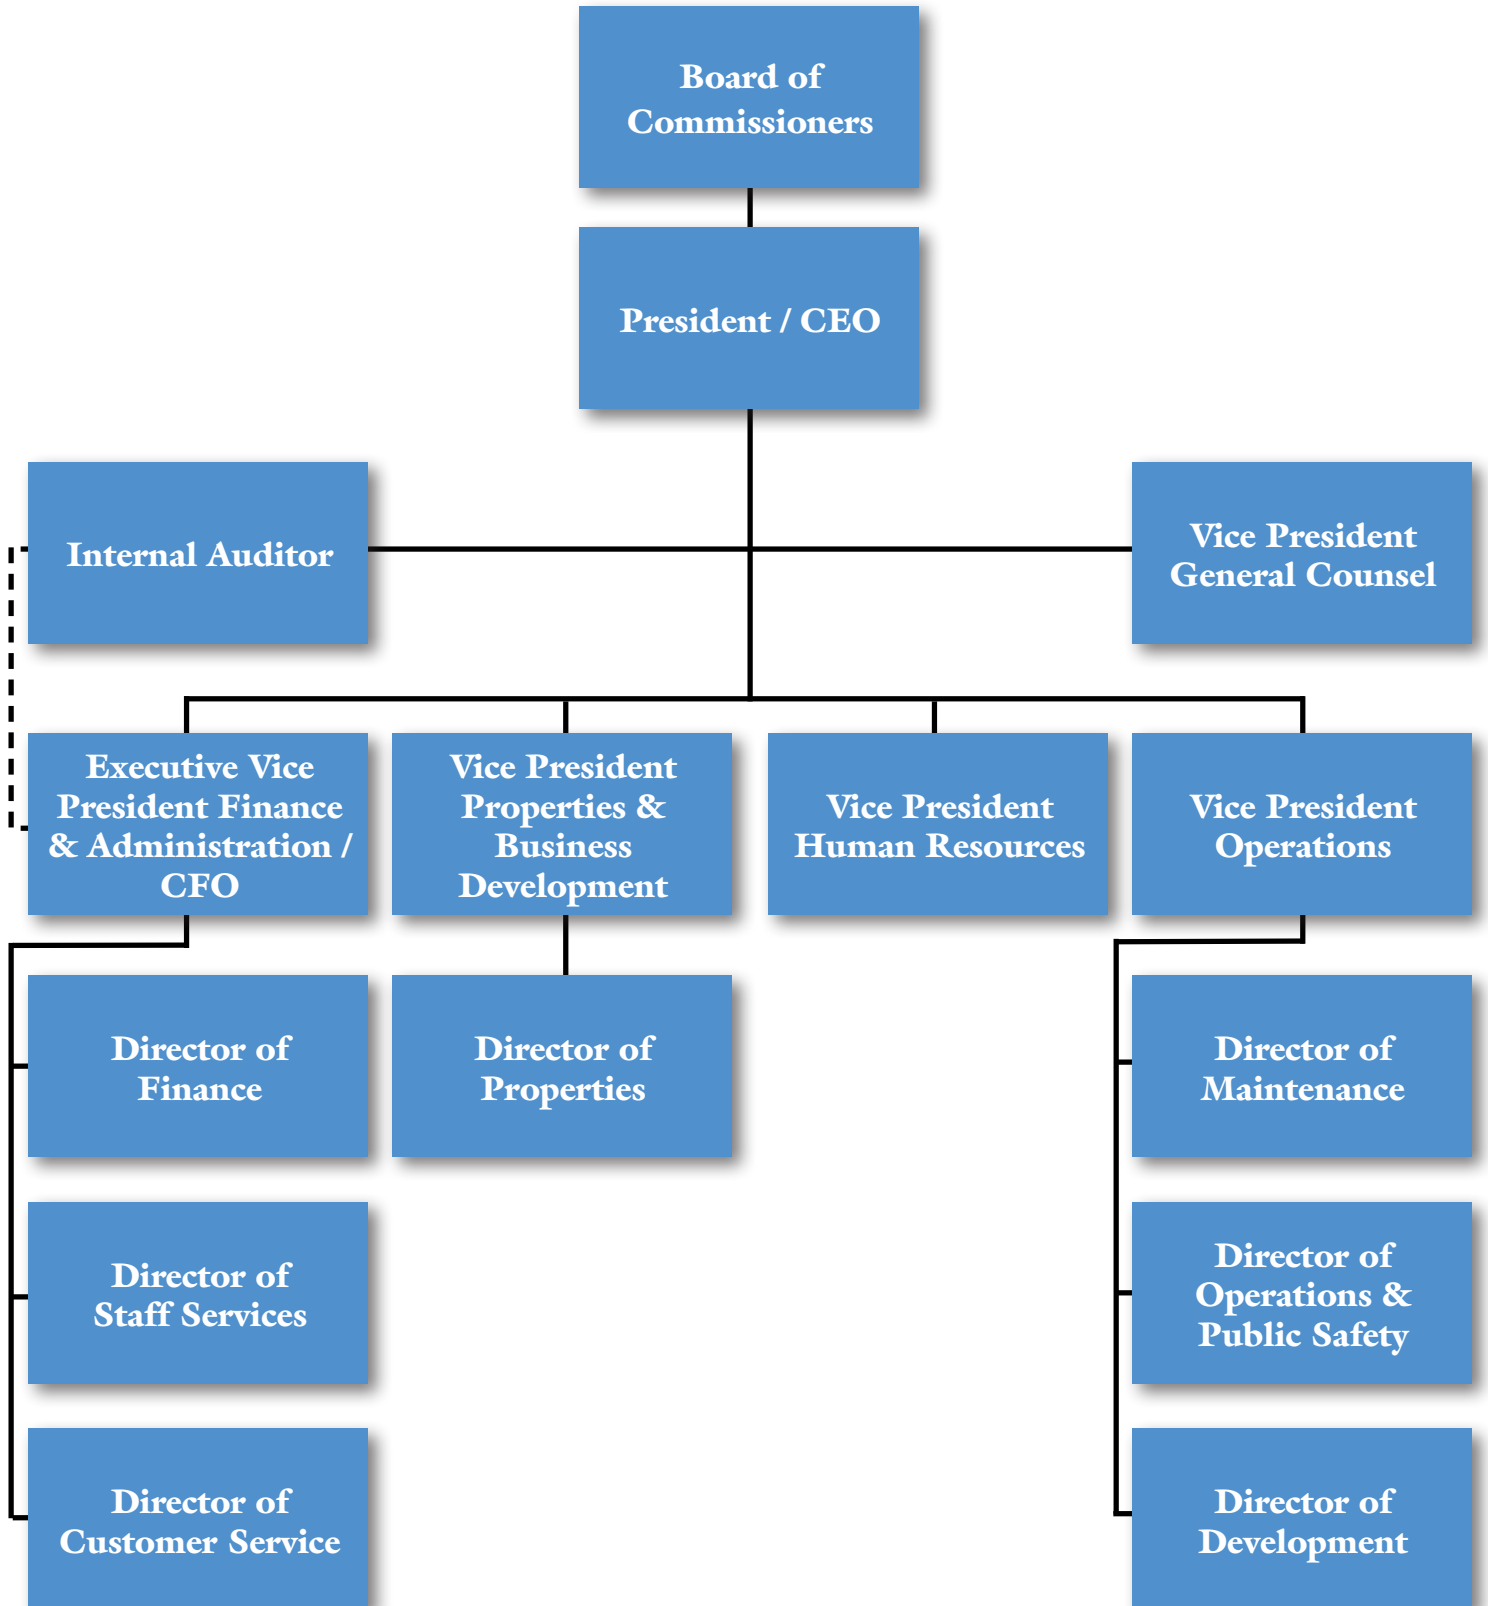 Board of
Commissioners
President / CEO
Internal Auditor
Vice President
General Counsel
Executive Vice
President Finance
& Administration /
CFO
Vice President
Properties &
Business
Development
Vice President
Human Resources
Vice President
Operations
Director of
Finance
Director of
Properties
Director of
Maintenance
Director of
Staff Services
Director of
Operations &
Public Safety
Director of
Customer Service
Director of
Development